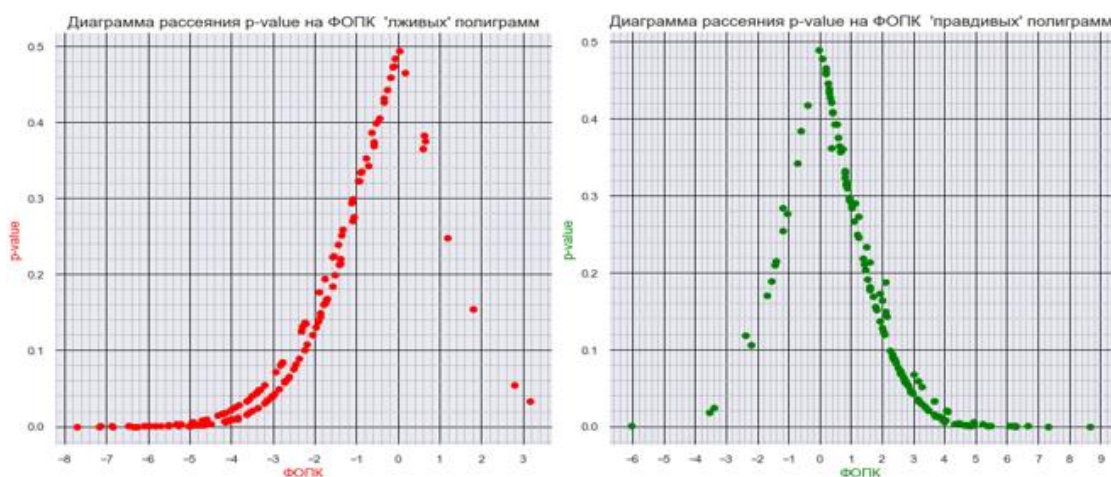 Диаграмма рассеяния p-value на ФОПК 'лживых' полиграмм
0.5
0.4
0.3
0.2
0.1
0.0
p-value
-8 -7 -6 -5 -4 -3 -2 -1 0 1 2 3
ФОПК
Диаграмма рассеяния p-value на ФОПК 'правдивых' полиграмм
0.5
0.4
0.3
0.2
0.1
0.0
p-value
-6 -5 -4 -3 -2 -1 0 1 2 3 4 5 6 7 8 9
ФОПК